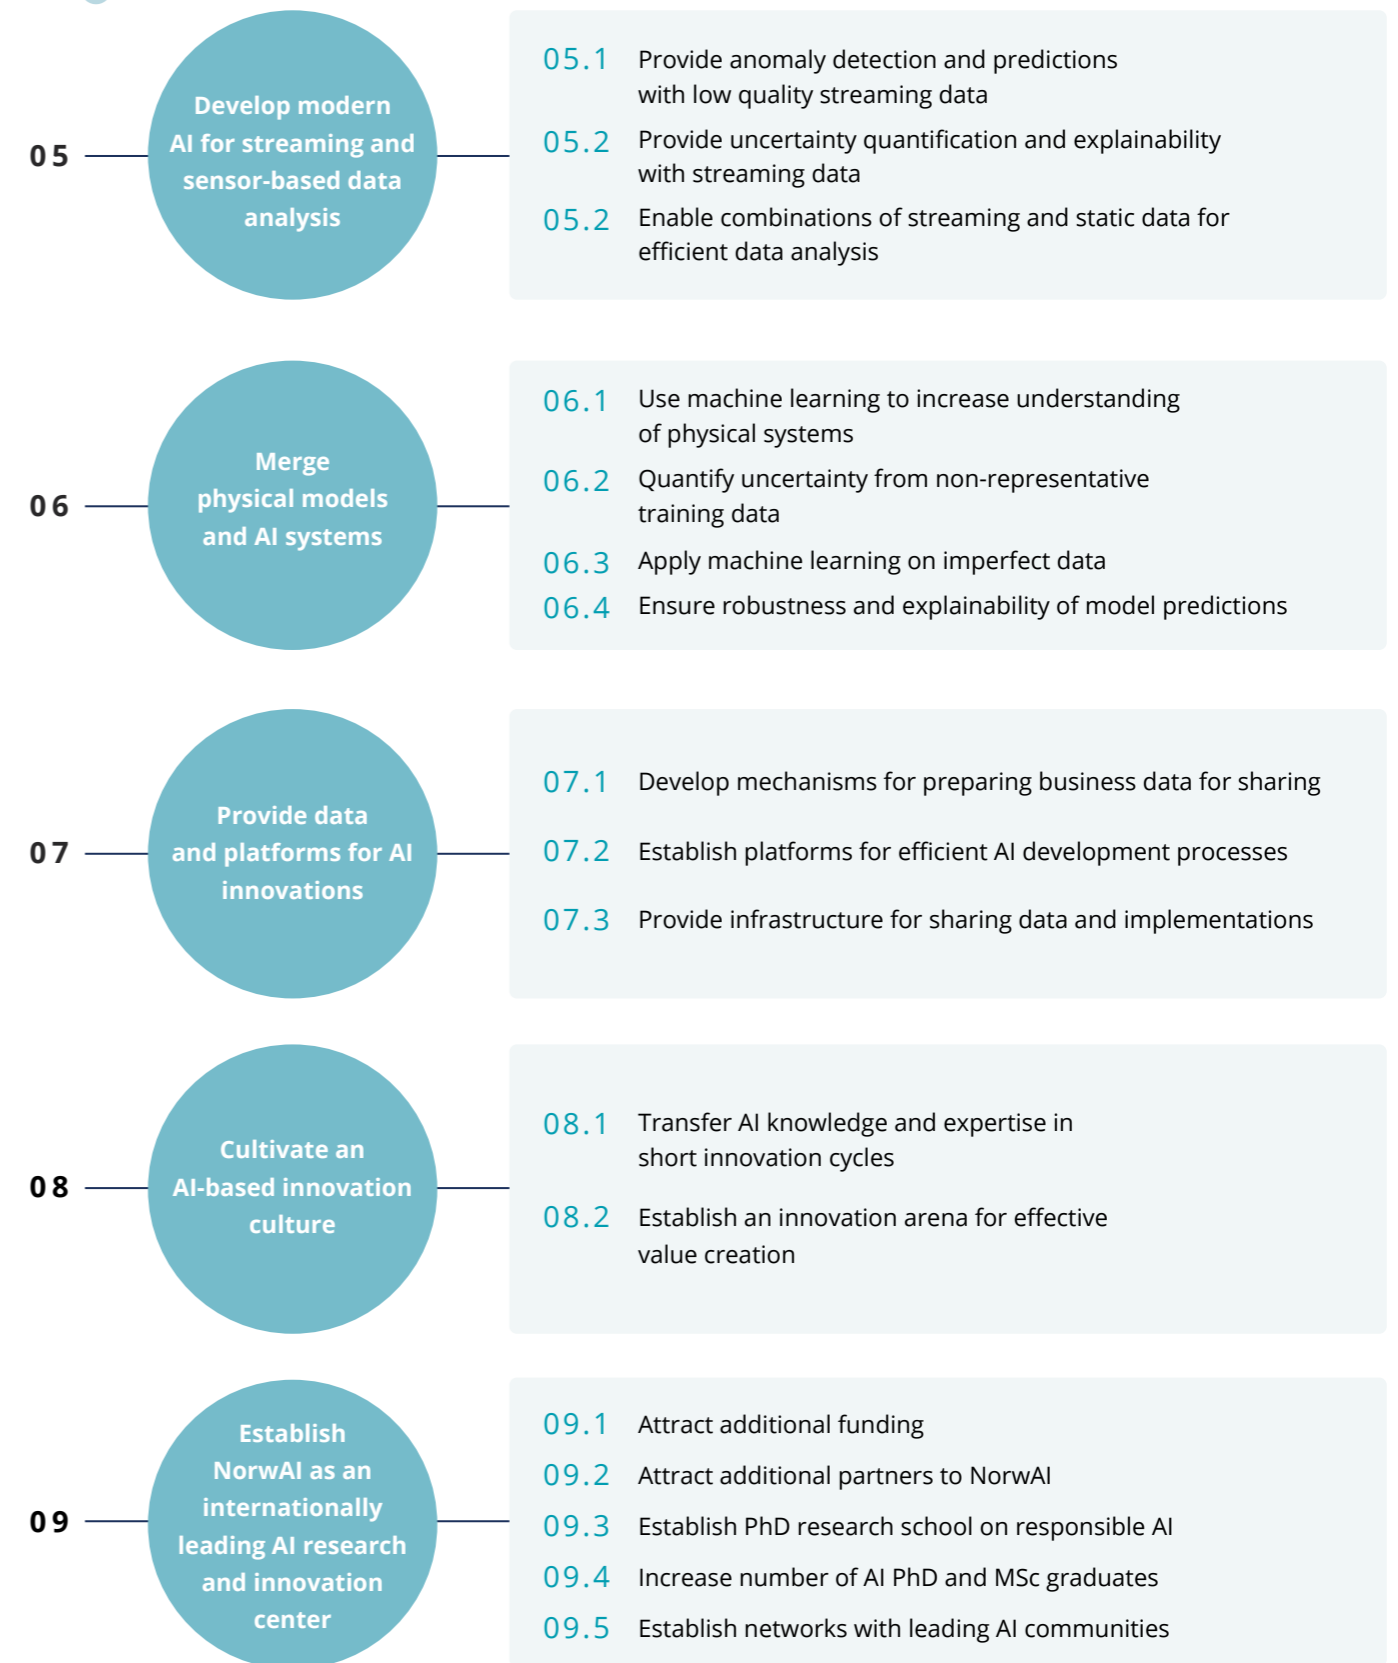 05
Develop modern
AI for streaming and
sensor-based data
analysis
05.1 Provide anomaly detection and predictions
with low quality streaming data
05.2 Provide uncertainty quantification and explainability
with streaming data
05.2 Enable combinations of streaming and static data for
efficient data analysis
06
Merge
physical models
and AI systems
06.1 Use machine learning to increase understanding
of physical systems
06.2 Quantify uncertainty from non-representative
training data
06.3 Apply machine learning on imperfect data
06.4 Ensure robustness and explainability of model predictions
07
Provide data
and platforms for AI
innovations
07.1 Develop mechanisms for preparing business data for sharing
07.2 Establish platforms for efficient AI development processes
07.3 Provide infrastructure for sharing data and implementations
08
Cultivate an
AI-based innovation
culture
08.1 Transfer AI knowledge and expertise in
short innovation cycles
08.2 Establish an innovation arena for effective
value creation
09
Establish
NorwAI as an
internationally
leading AI research
and innovation
center
09.1 Attract additional funding
09.2 Attract additional partners to NorwAI
09.3 Establish PhD research school on responsible AI
09.4 Increase number of AI PhD and MSc graduates
09.5 Establish networks with leading AI communities